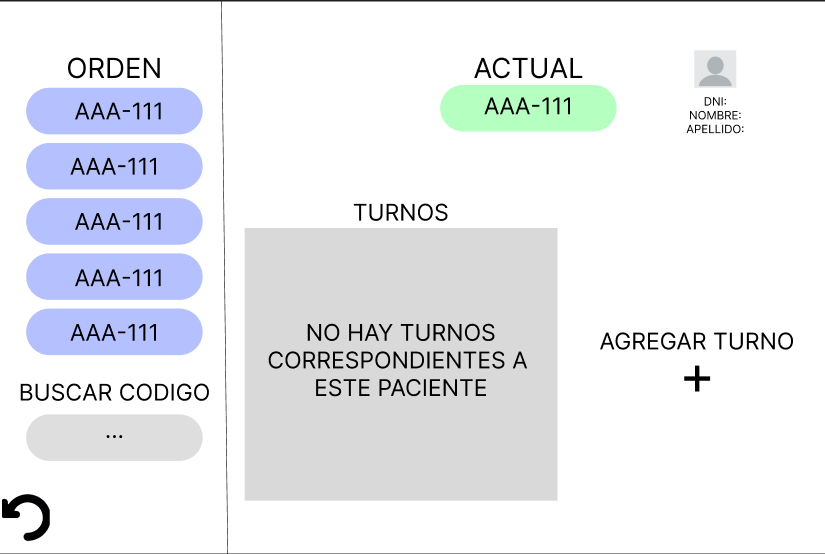 ORDEN
AAA-111
AAA-111
AAA-111
AAA-111
AAA-111
BUSCAR CODIGO
...
ACTUAL
AAA-111
DNI:
NOMBRE:
APELLIDO:
TURNOS
NO HAY TURNOS
CORRESPONDIENTES A
ESTE PACIENTE
AGREGAR TURNO
+